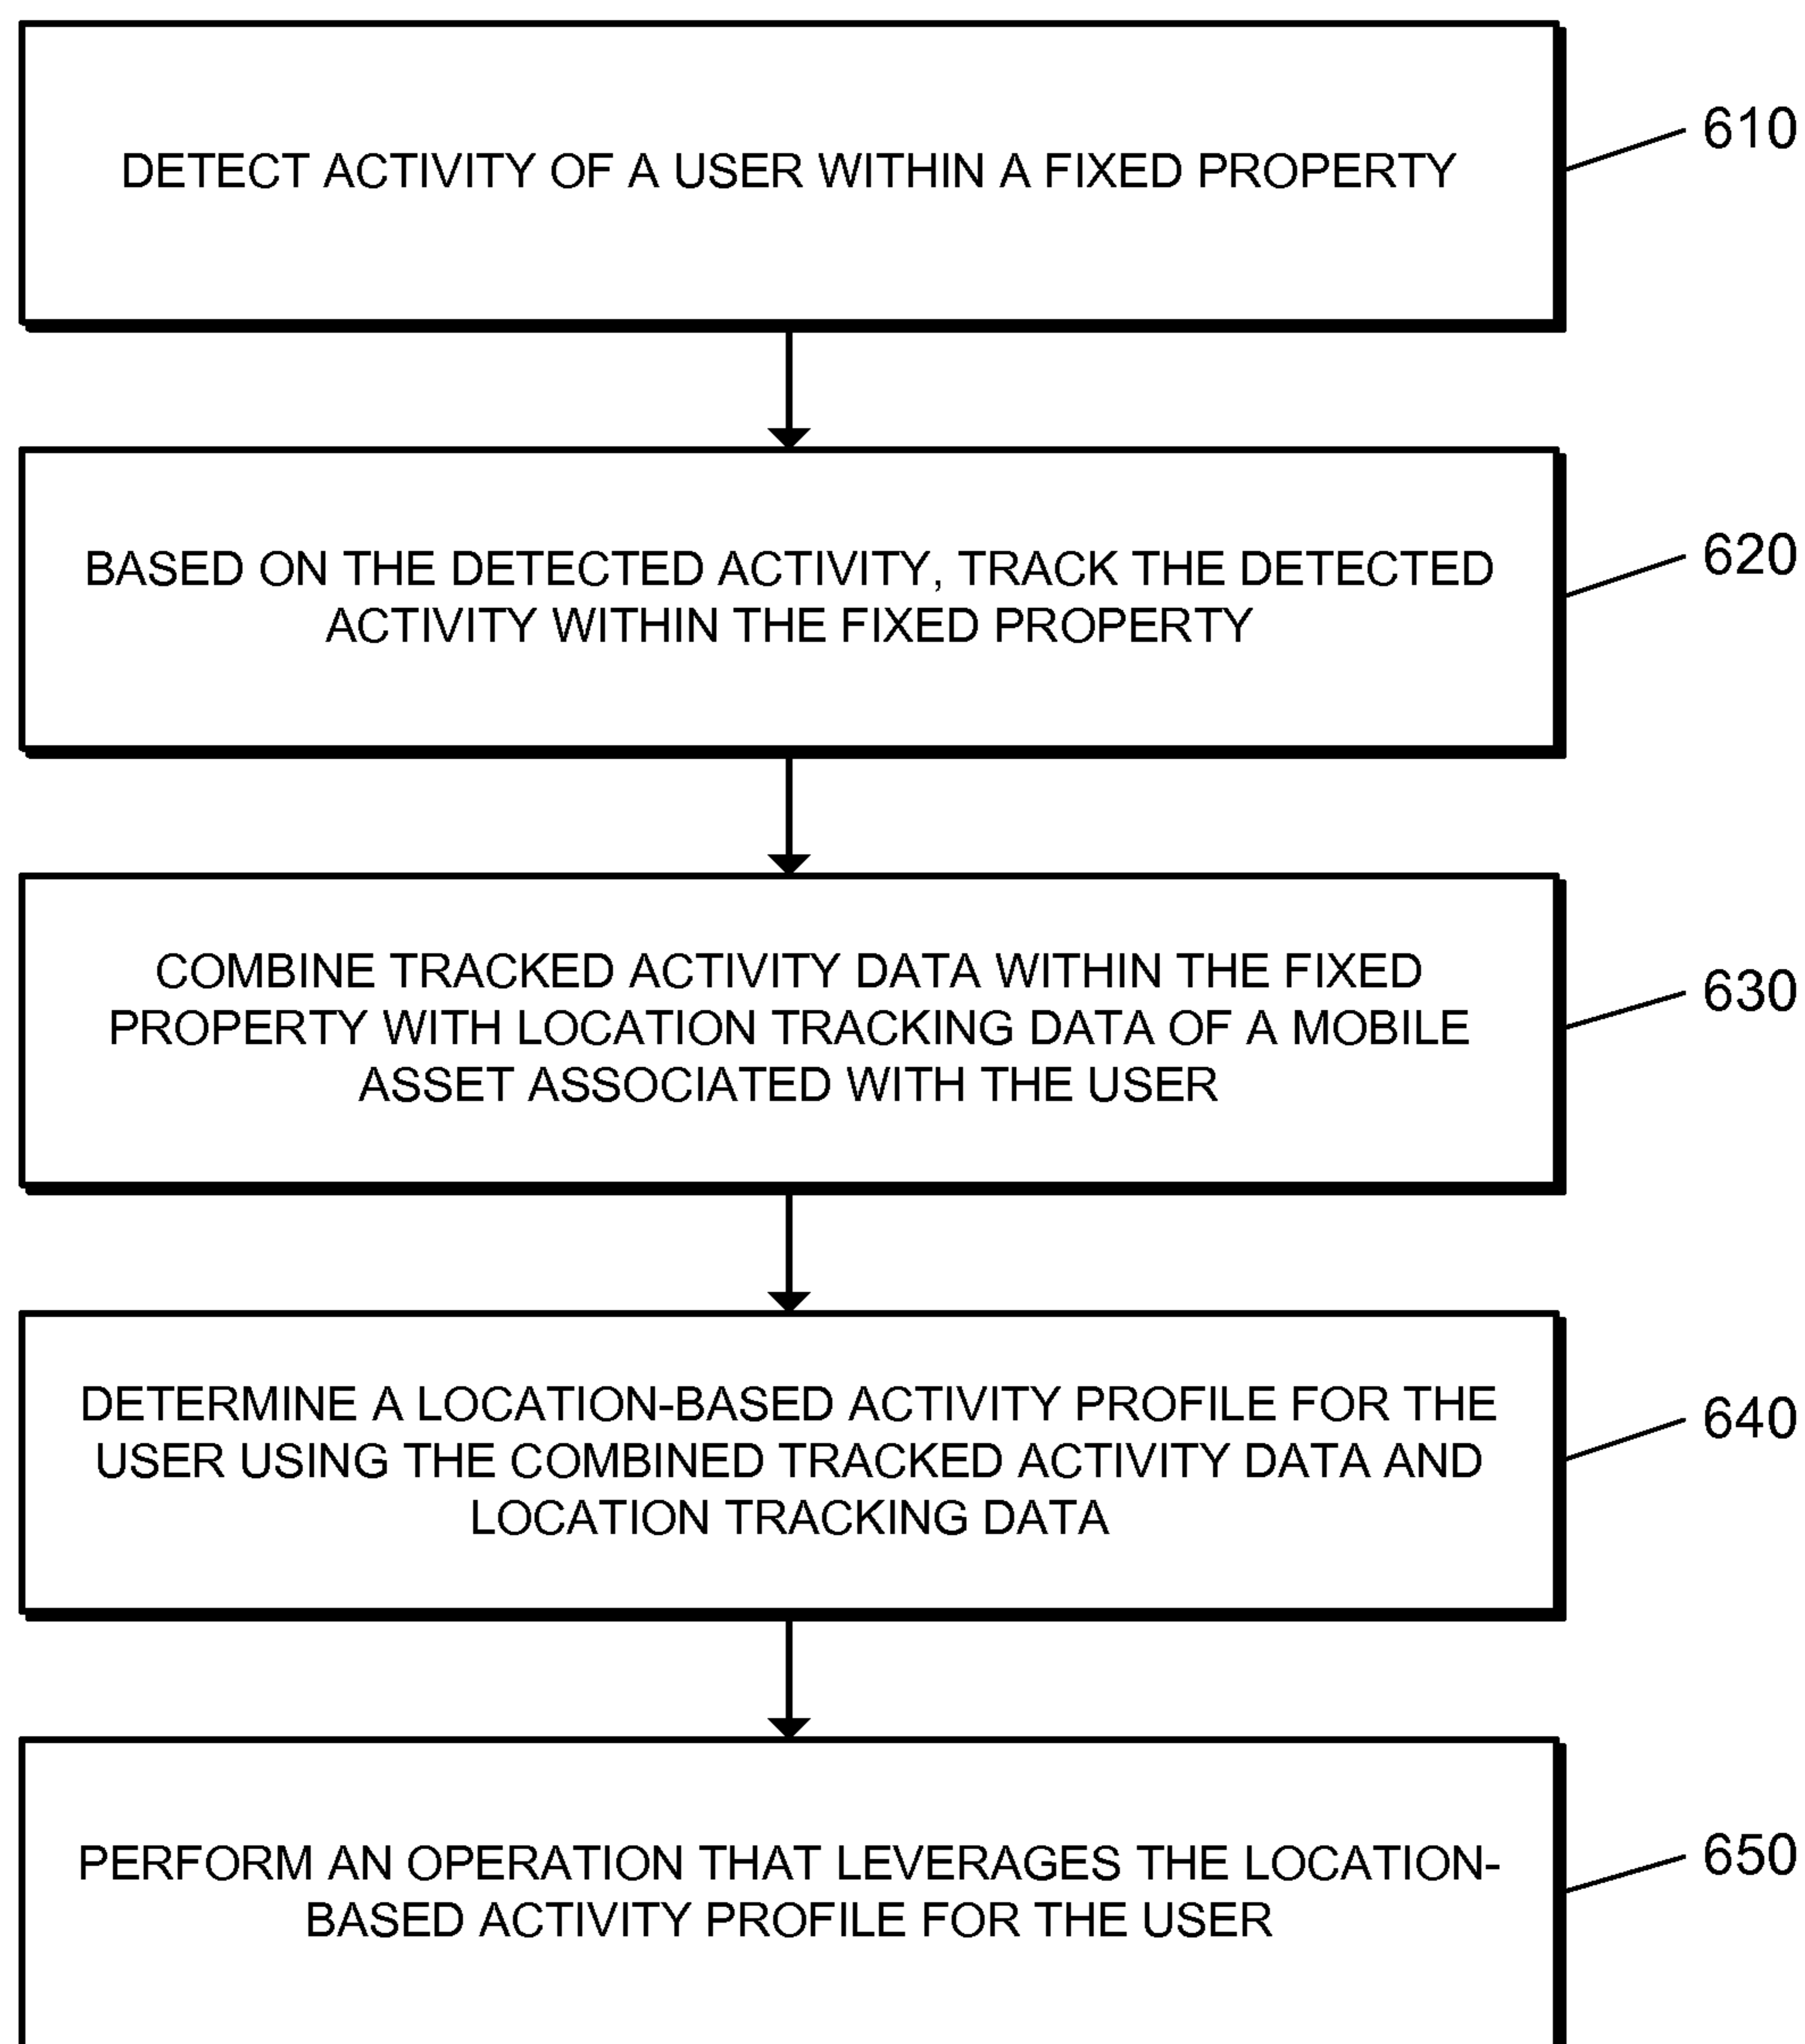 DETECT ACTIVITY OF A USER WITHIN A FIXED PROPERTY
610
BASED ON THE DETECTED ACTIVITY, TRACK THE DETECTED
ACTIVITY WITHIN THE FIXED PROPERTY
620
COMBINE TRACKED ACTIVITY DATA WITHIN THE FIXED
PROPERTY WITH LOCATION TRACKING DATA OF A MOBILE
ASSET ASSOCIATED WITH THE USER
630
DETERMINE A LOCATION-BASED ACTIVITY PROFILE FOR THE
USER USING THE COMBINED TRACKED ACTIVITY DATA AND
LOCATION TRACKING DATA
640
PERFORM AN OPERATION THAT LEVERAGES THE LOCATION-
BASED ACTIVITY PROFILE FOR THE USER
650